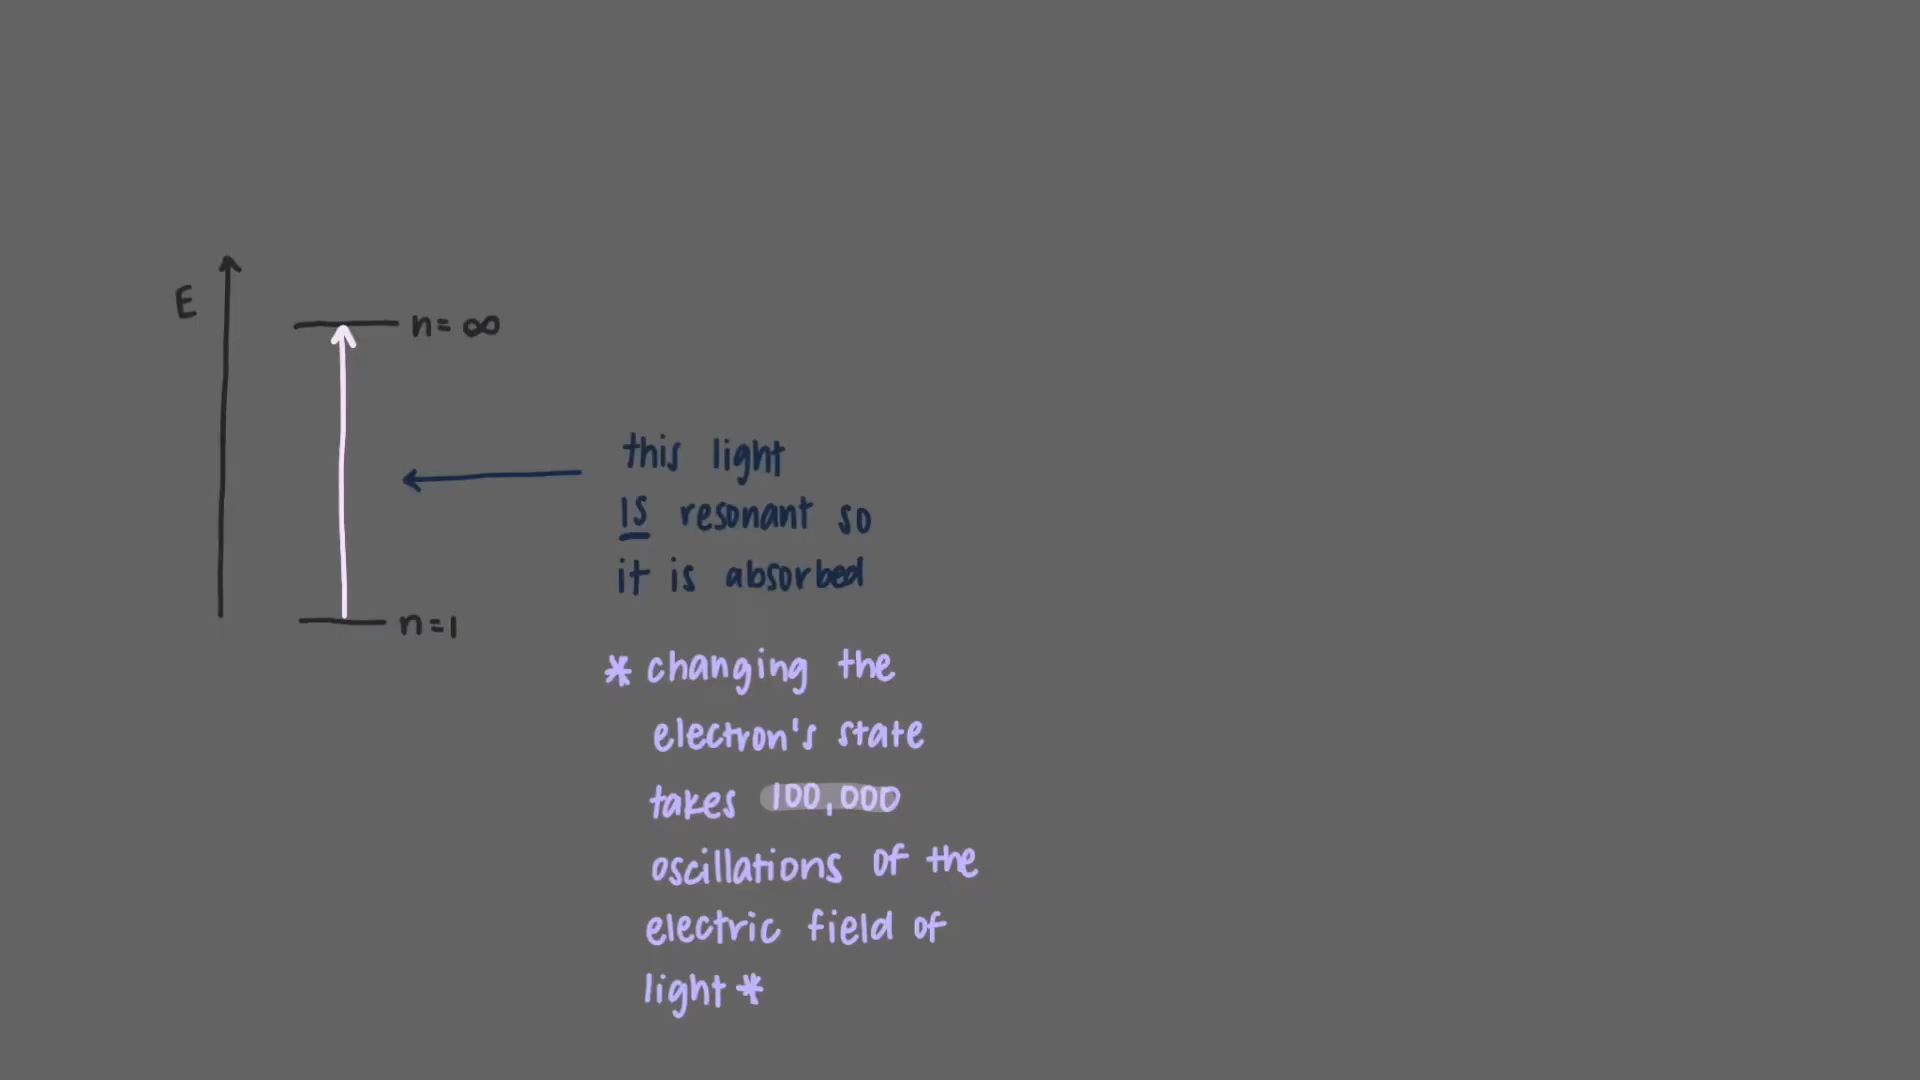 E
n=∞
this light
IS resonant so
it is absorbed
n=1
* changing the
electron's state
takes 100,000
oscillations of the
electric field of
light *